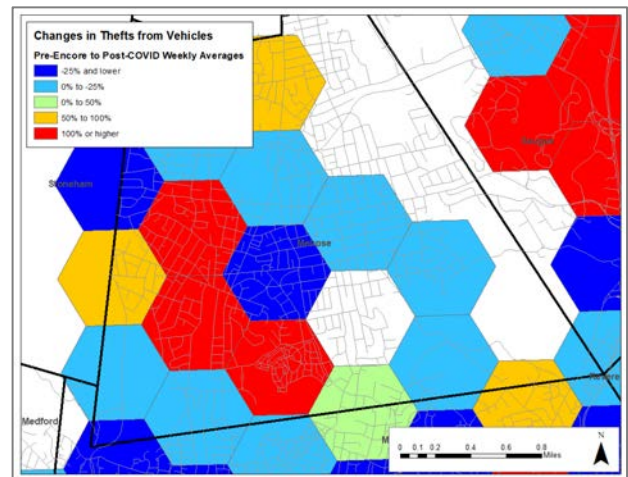 Changes in Thefts from Vehicles
Pre-Encore to Post-COVID Weekly Averages
-25% and lower
0% to -25%
0% to 50%
50% to 100%
100% or higher
Stoneham
Melrose
Saugus
Revere
Medford
M
0 0.1 0.2 0.4 0.6 0.8
Miles
N